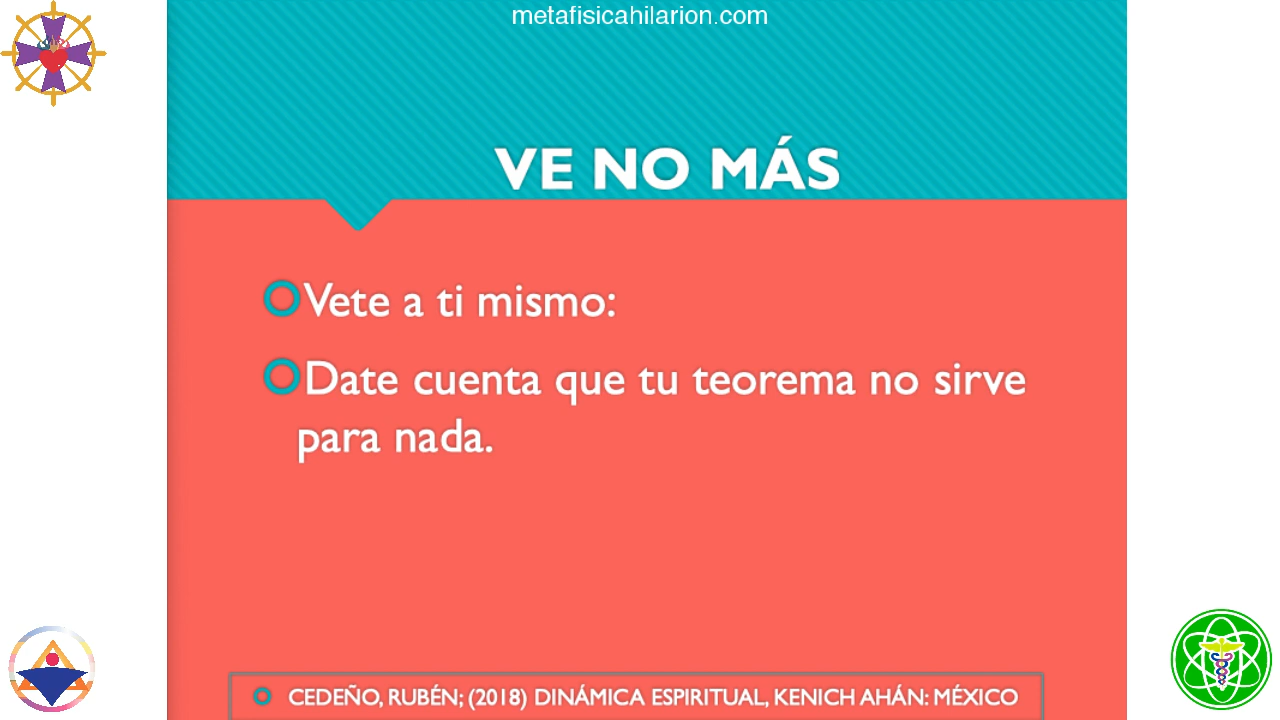 metafisicahilarion.com
VE NO MÁS
Vete a ti mismo:
Date cuenta que tu teorema no sirve
para nada.
CEDEÑO, RUBÉN; (2018) DINÁMICA ESPIRITUAL, KENICH AHÁN: MÉXICO